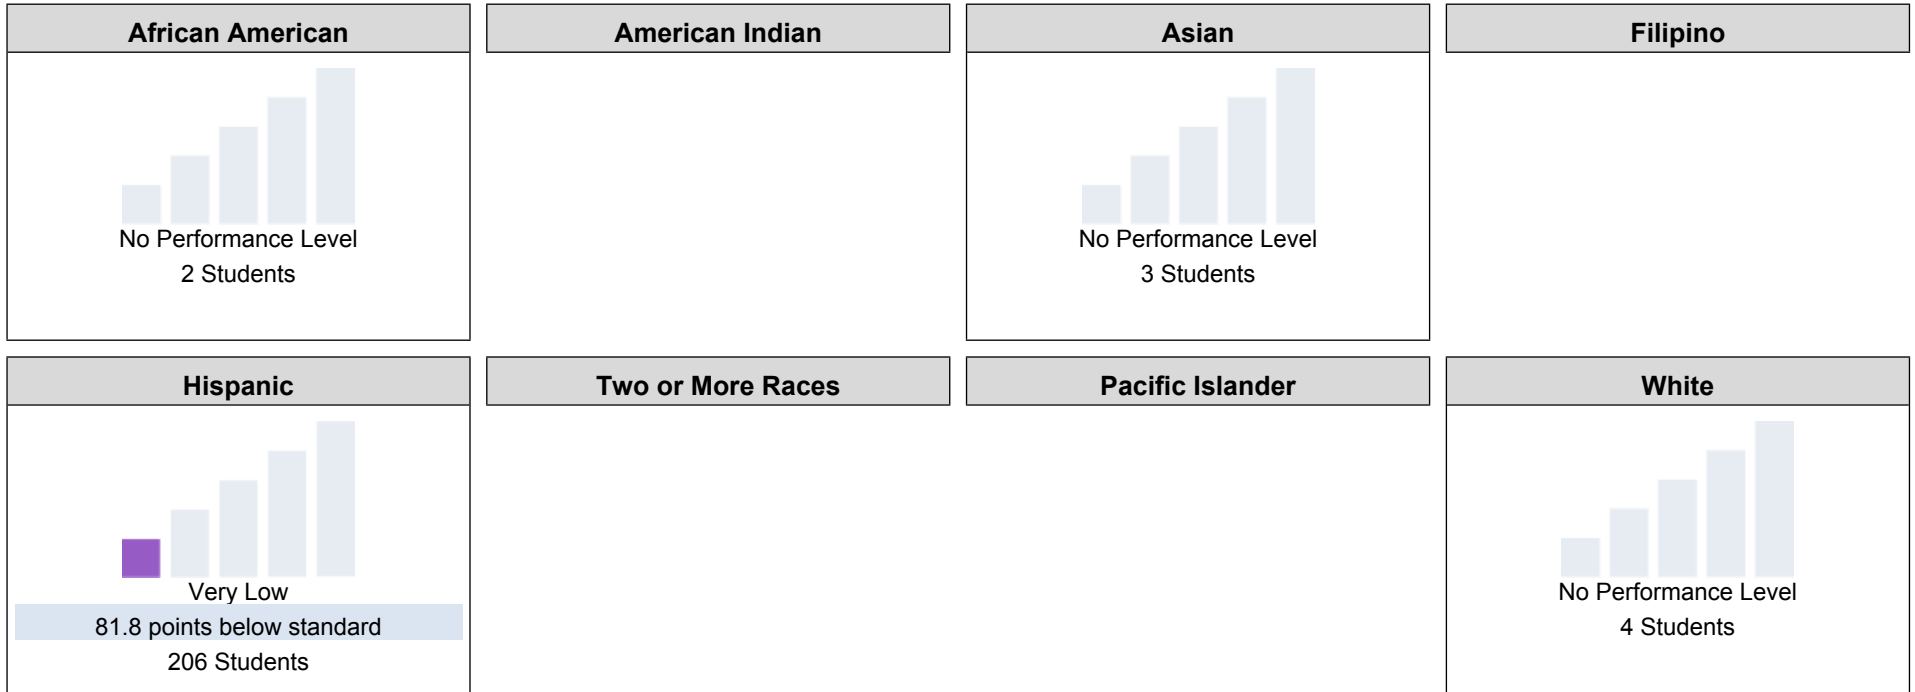 African American
American Indian
Asian
Filipino
No Performance Level
2 Students
No Performance Level
3 Students
Hispanic
Two or More Races
Pacific Islander
White
Very Low
81.8 points below standard
206 Students
No Performance Level
4 Students